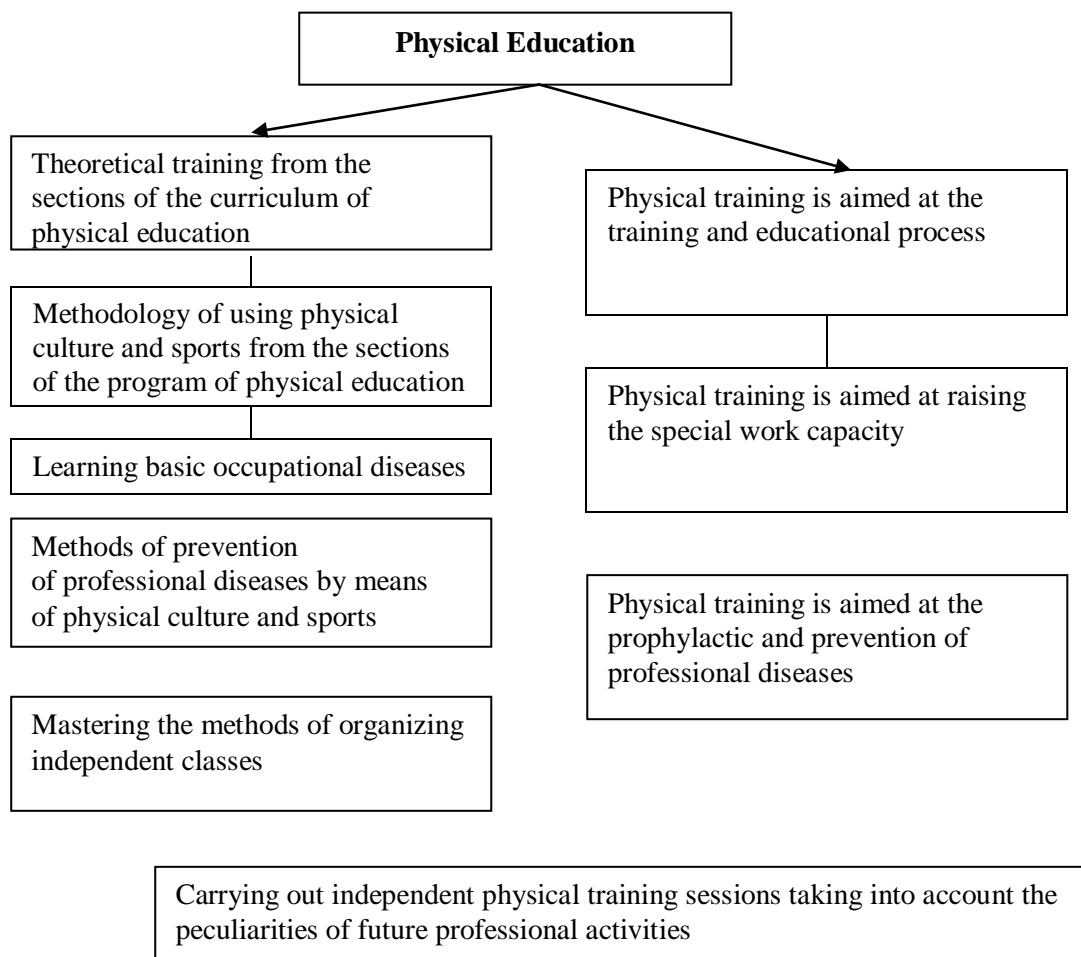 Physical Education
Theoretical training from the
sections of the curriculum of
physical education
Methodology of using physical
culture and sports from the sections
of the program of physical education
Learning basic occupational diseases
Methods of prevention
of professional diseases by means
of physical culture and sports
Mastering the methods of organizing
independent classes
Physical training is aimed at the
training and educational process
Physical training is aimed at raising
the special work capacity
Physical training is aimed at the
prophylactic and prevention of
professional diseases
Carrying out independent physical training sessions taking into account the
peculiarities of future professional activities